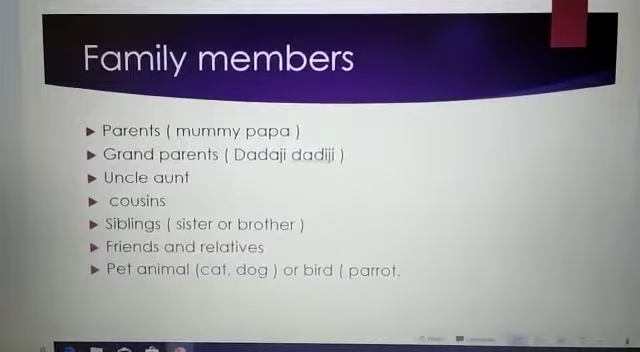 Family members
Parents ( mummy papa )
Grand parents ( Dadaji dadiji )
Uncle aunt
cousins
Siblings ( sister or brother )
Friends and relatives
Pet animal (cat, dog ) or bird ( parrot.